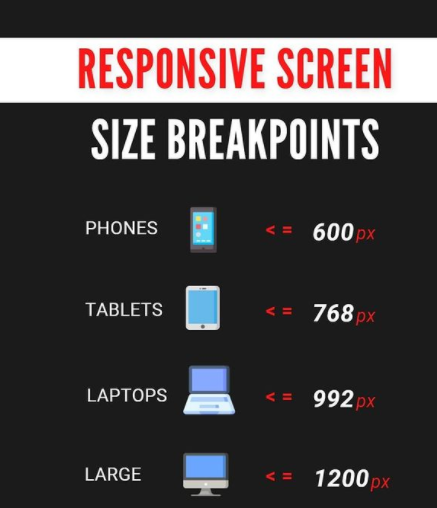 RESPONSIVE SCREEN
SIZE BREAKPOINTS
PHONES <= 600px
TABLETS <= 768px
LAPTOPS <= 992px
LARGE <= 1200px